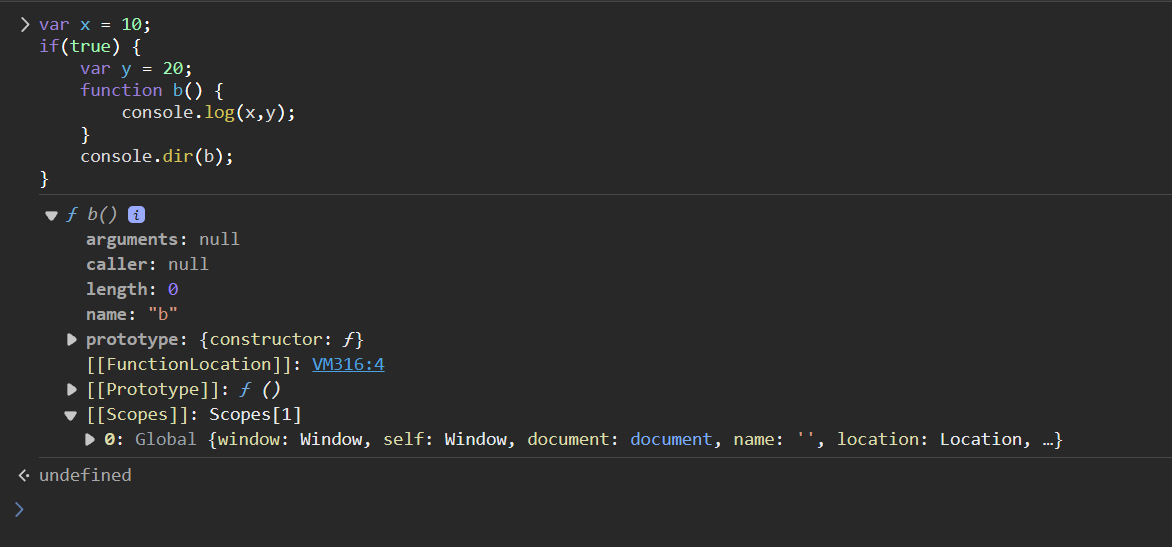 var x = 10;
if(true) {
    var y = 20;
    function b() {
        console.log(x,y);
    }
    console.dir(b);
}
ƒ b() i
arguments: null
caller: null
length: 0
name: "b"
prototype: {constructor: ƒ}
[[FunctionLocation]]: VM316:4
[[Prototype]]: ƒ ()
[[Scopes]]: Scopes[1]
0: Global {window: Window, self: Window, document: document, name: '', location: Location, …}
undefined